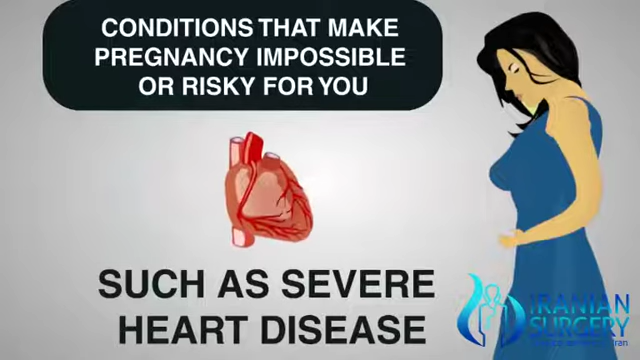 CONDITIONS THAT MAKE
PREGNANCY IMPOSSIBLE
OR RISKY FOR YOU
SUCH AS SEVERE
HEART DISEASE
IRANIAN
SURGERY